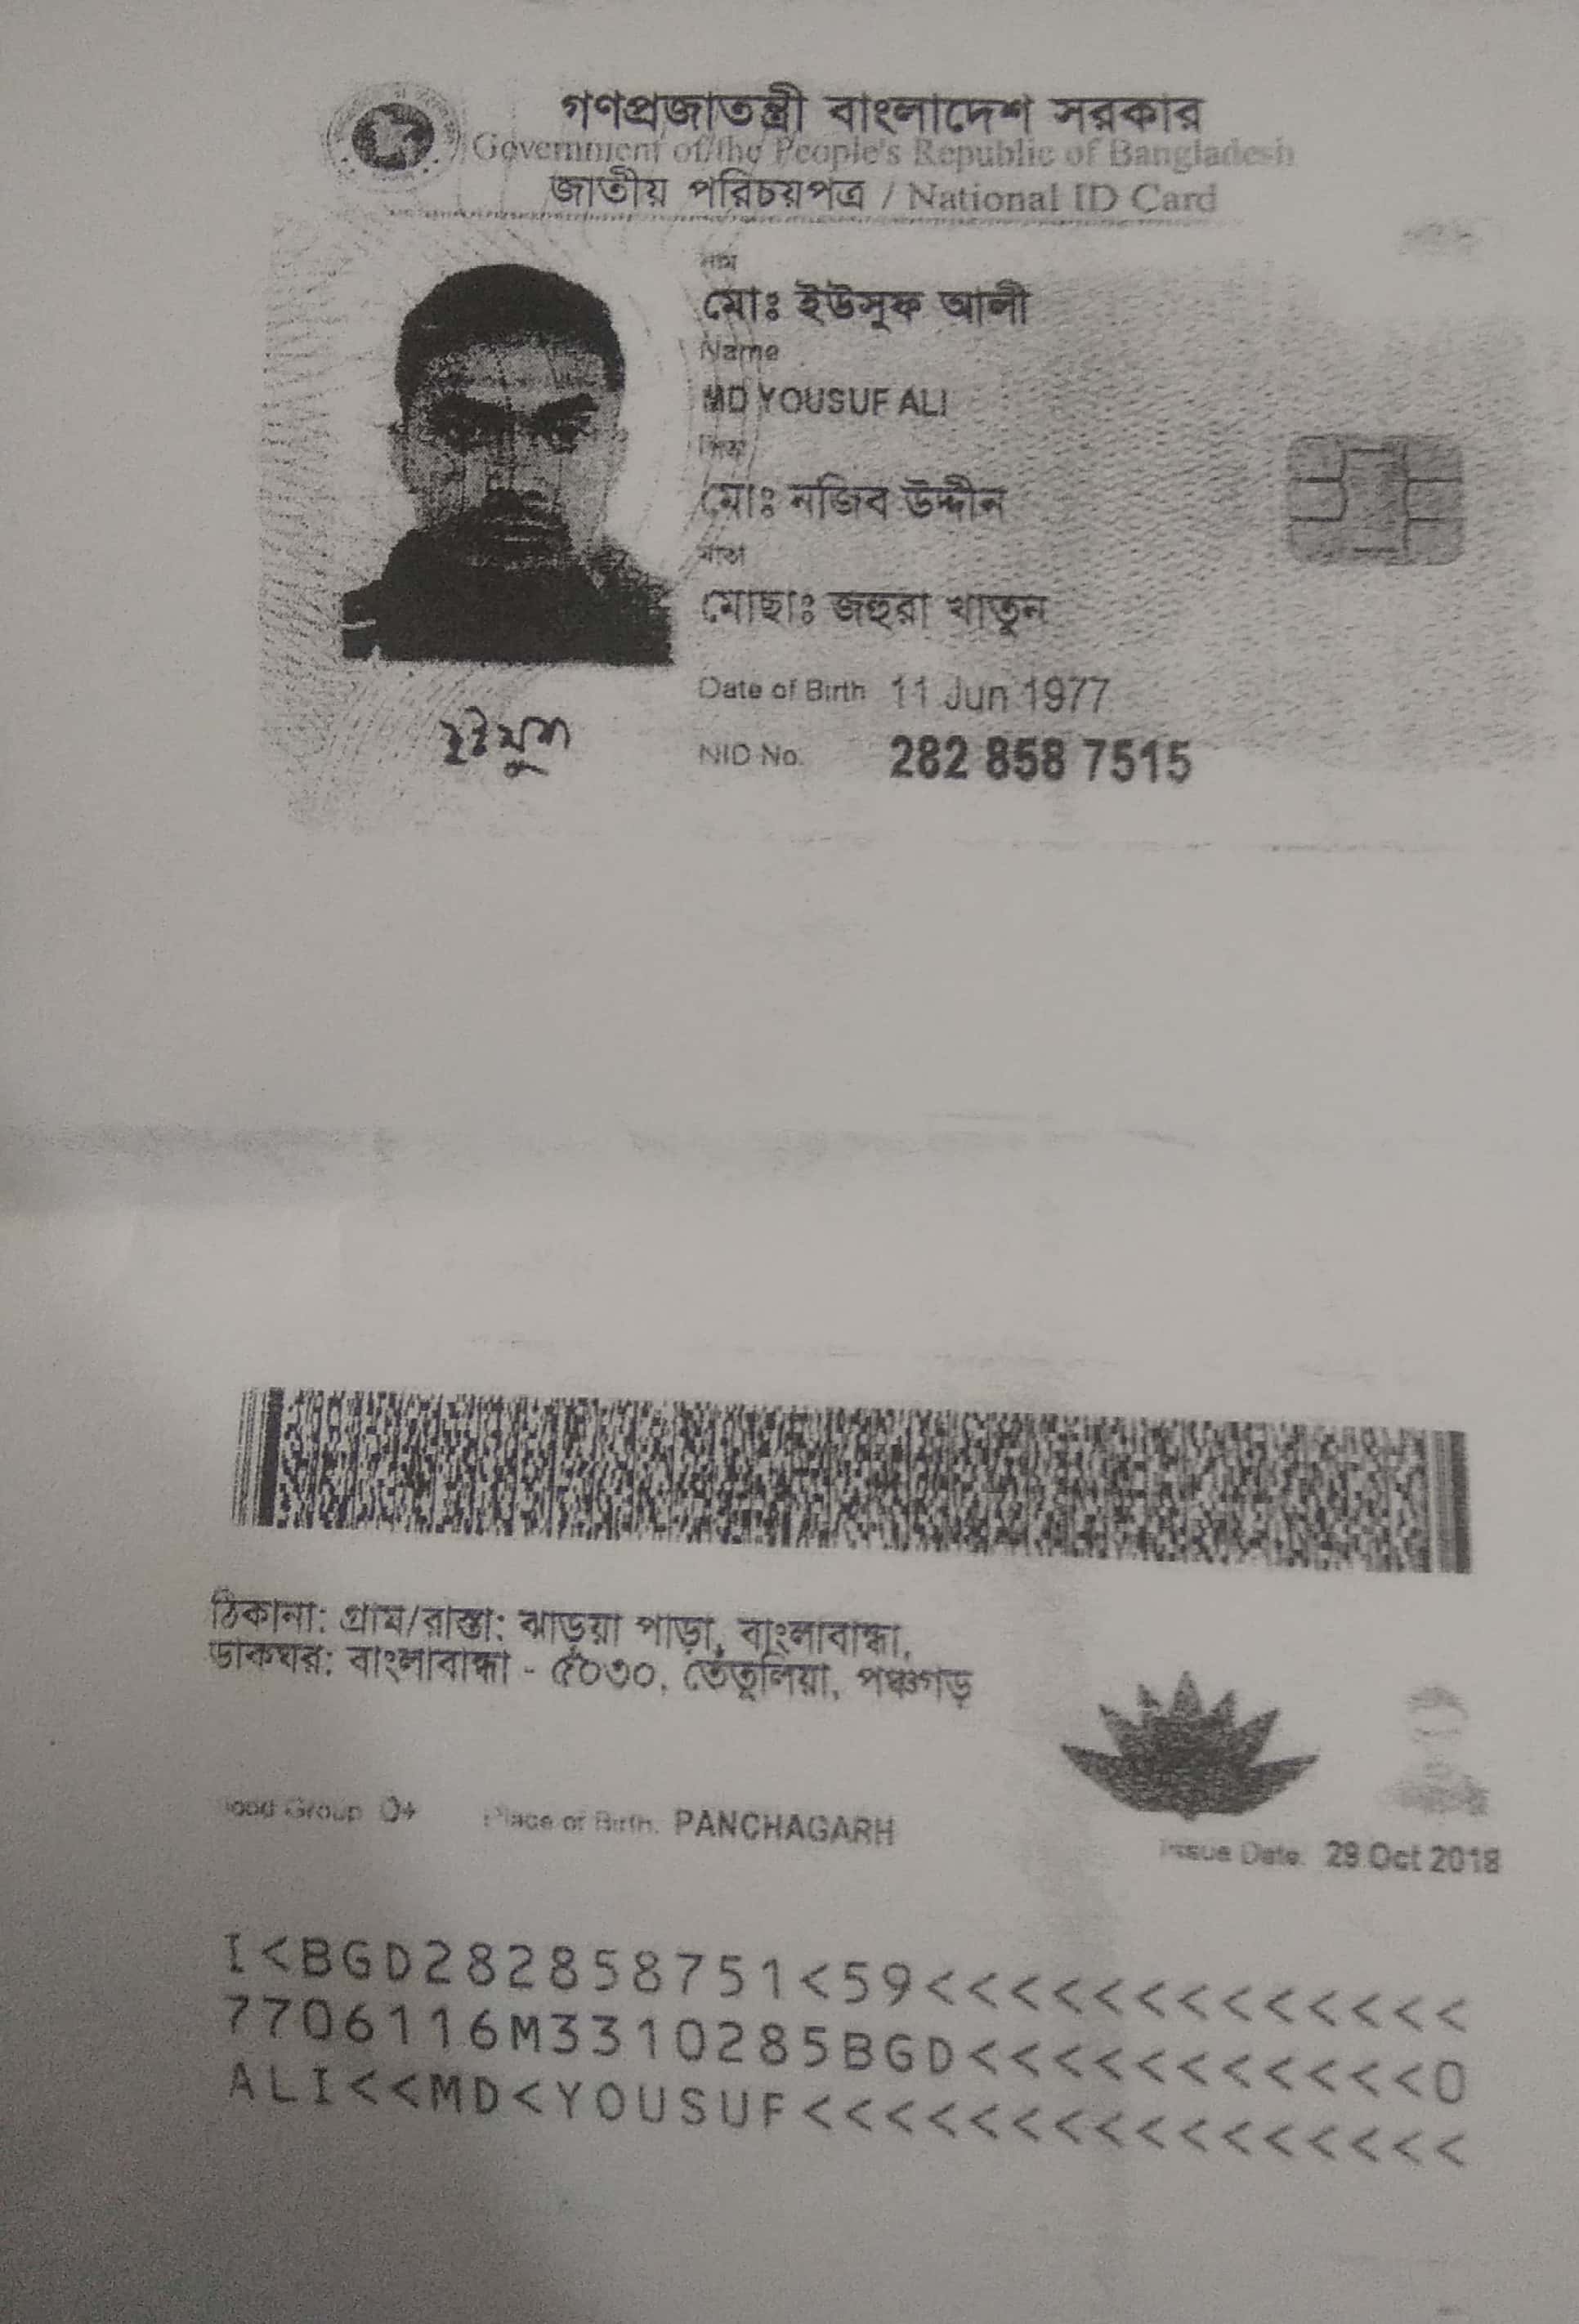 গণপ্রজাতন্ত্রী বাংলাদেশ সরকার
Government of the People's Republic of Bangladesh
জাতীয় পরিচয়পত্র / National ID Card
নাম
মোঃ ইউসুফ আলী
Name
MD YOUSUF ALI
পিতা
মোঃ নজিব উদ্দীন
মাতা
মোছাঃ জহুরা খাতুন
Date of Birth 11 Jun 1977
NID No. 282 858 7515
ঠিকানা: গ্রাম/রাস্তা: ঝাড়ুয়া পাড়া, বাংলাবান্ধা,
ডাকঘর: বাংলাবান্ধা - ৫০৩০, তেঁতুলিয়া, পঞ্চগড়
Group O+ Place of Birth. PANCHAGARH
Issue Date. 29 Oct 2018
I<BGD282858751<59<<<<<<<<<<<<<
7706116M3310285BGD<<<<<<<<<<<0
ALI<<MD<YOUSUF<<<<<<<<<<<<<<<<